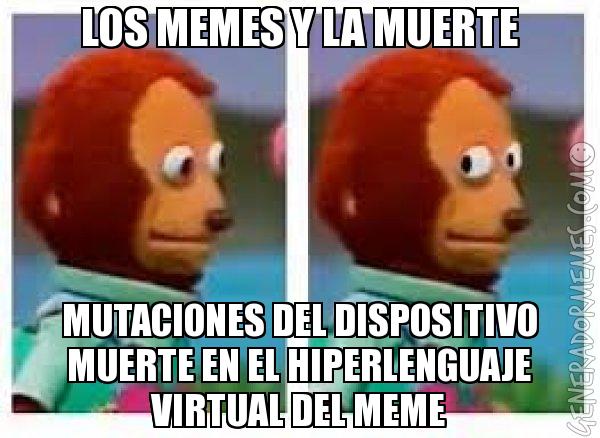 LOS MEMES Y LA MUERTE
MUTACIONES DEL DISPOSITIVO
MUERTE EN EL HIPERLENGUAJE
VIRTUAL DEL MEME
GENERADORMEMES.COM